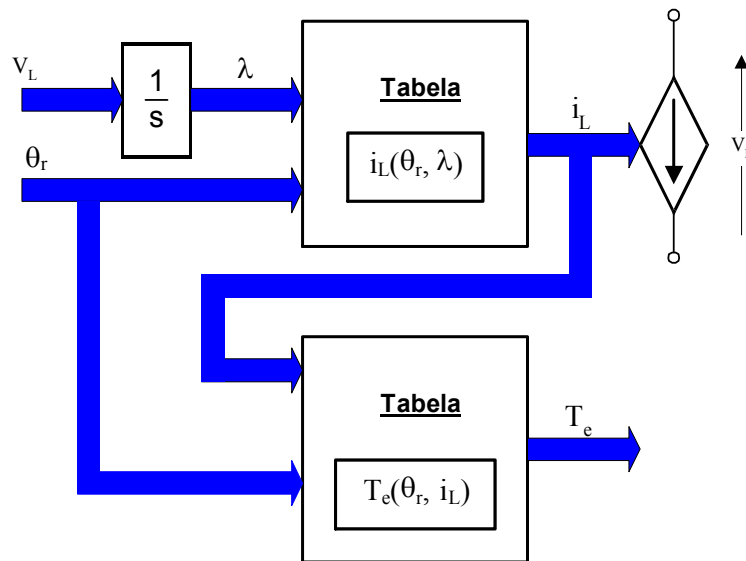 V_L
1/s
λ
Tabela
i_L(θ_r, λ)
i_L
θ_r
Tabela
T_e(θ_r, i_L)
T_e